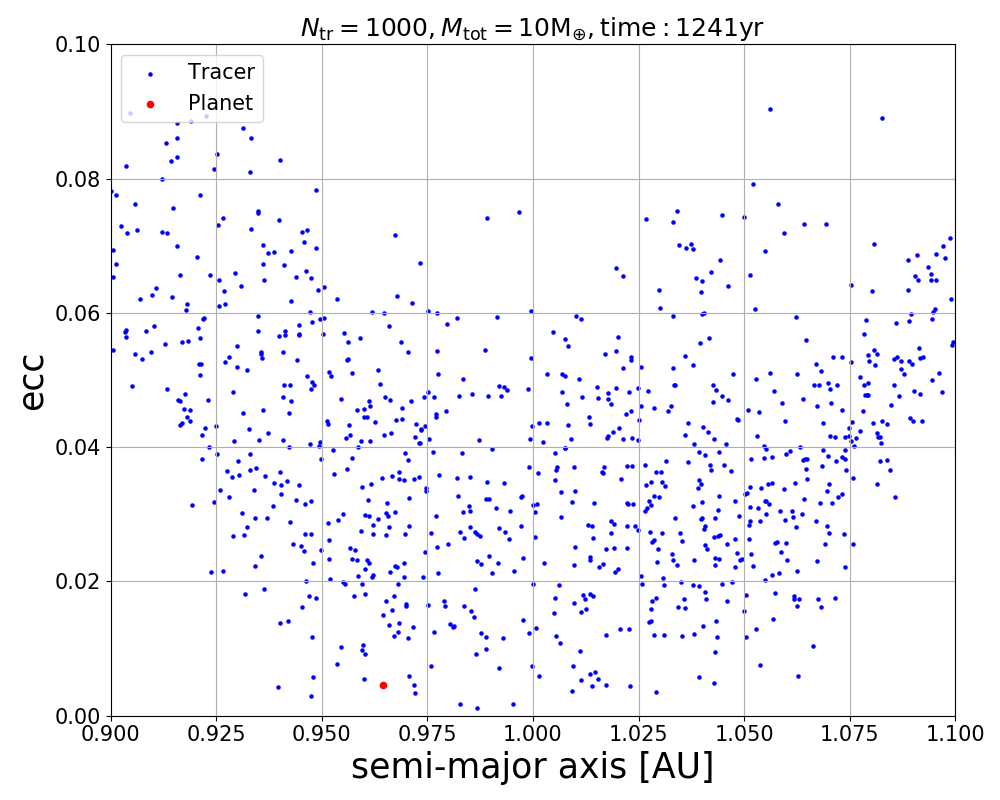 N_tr = 1000, M_tot = 10M_⊕, time : 1241yr
0.10
Tracer
Planet
0.08
0.06
ecc
0.04
0.02
0.00
0.900 0.925 0.950 0.975 1.000 1.025 1.050 1.075 1.100
semi-major axis [AU]